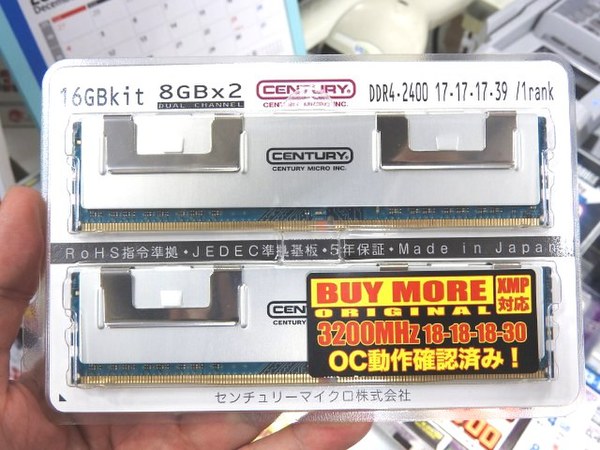 16GBkit 8GBx2 CENTURY® DDR4-2400 17-17-17-39 /1rank
DUAL CHANNEL CENTURY MICRO INC.
CENTURY®
CENTURY MICRO INC.
RoHS指令準拠・JEDEC準拠基板・5年保証・Made in Japan
BUY MORE XMP
ORIGINAL 対応
3200MHz 18-18-18-30
OC動作確認済み!
CENTURY
センチュリーマイクロ株式会社